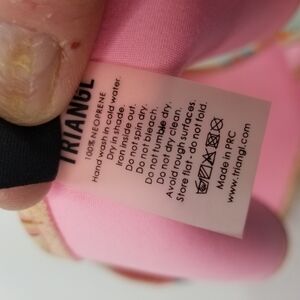 TRIANGL
100% NEOPRENE
Hand wash in cold water.
Dry in shade.
Iron inside out.
Do not spin dry.
Do not bleach.
Do not tumble dry.
Do not dry clean.
Avoid rough surfaces.
Store flat - do not fold.
Made in PRC
www.triangl.com